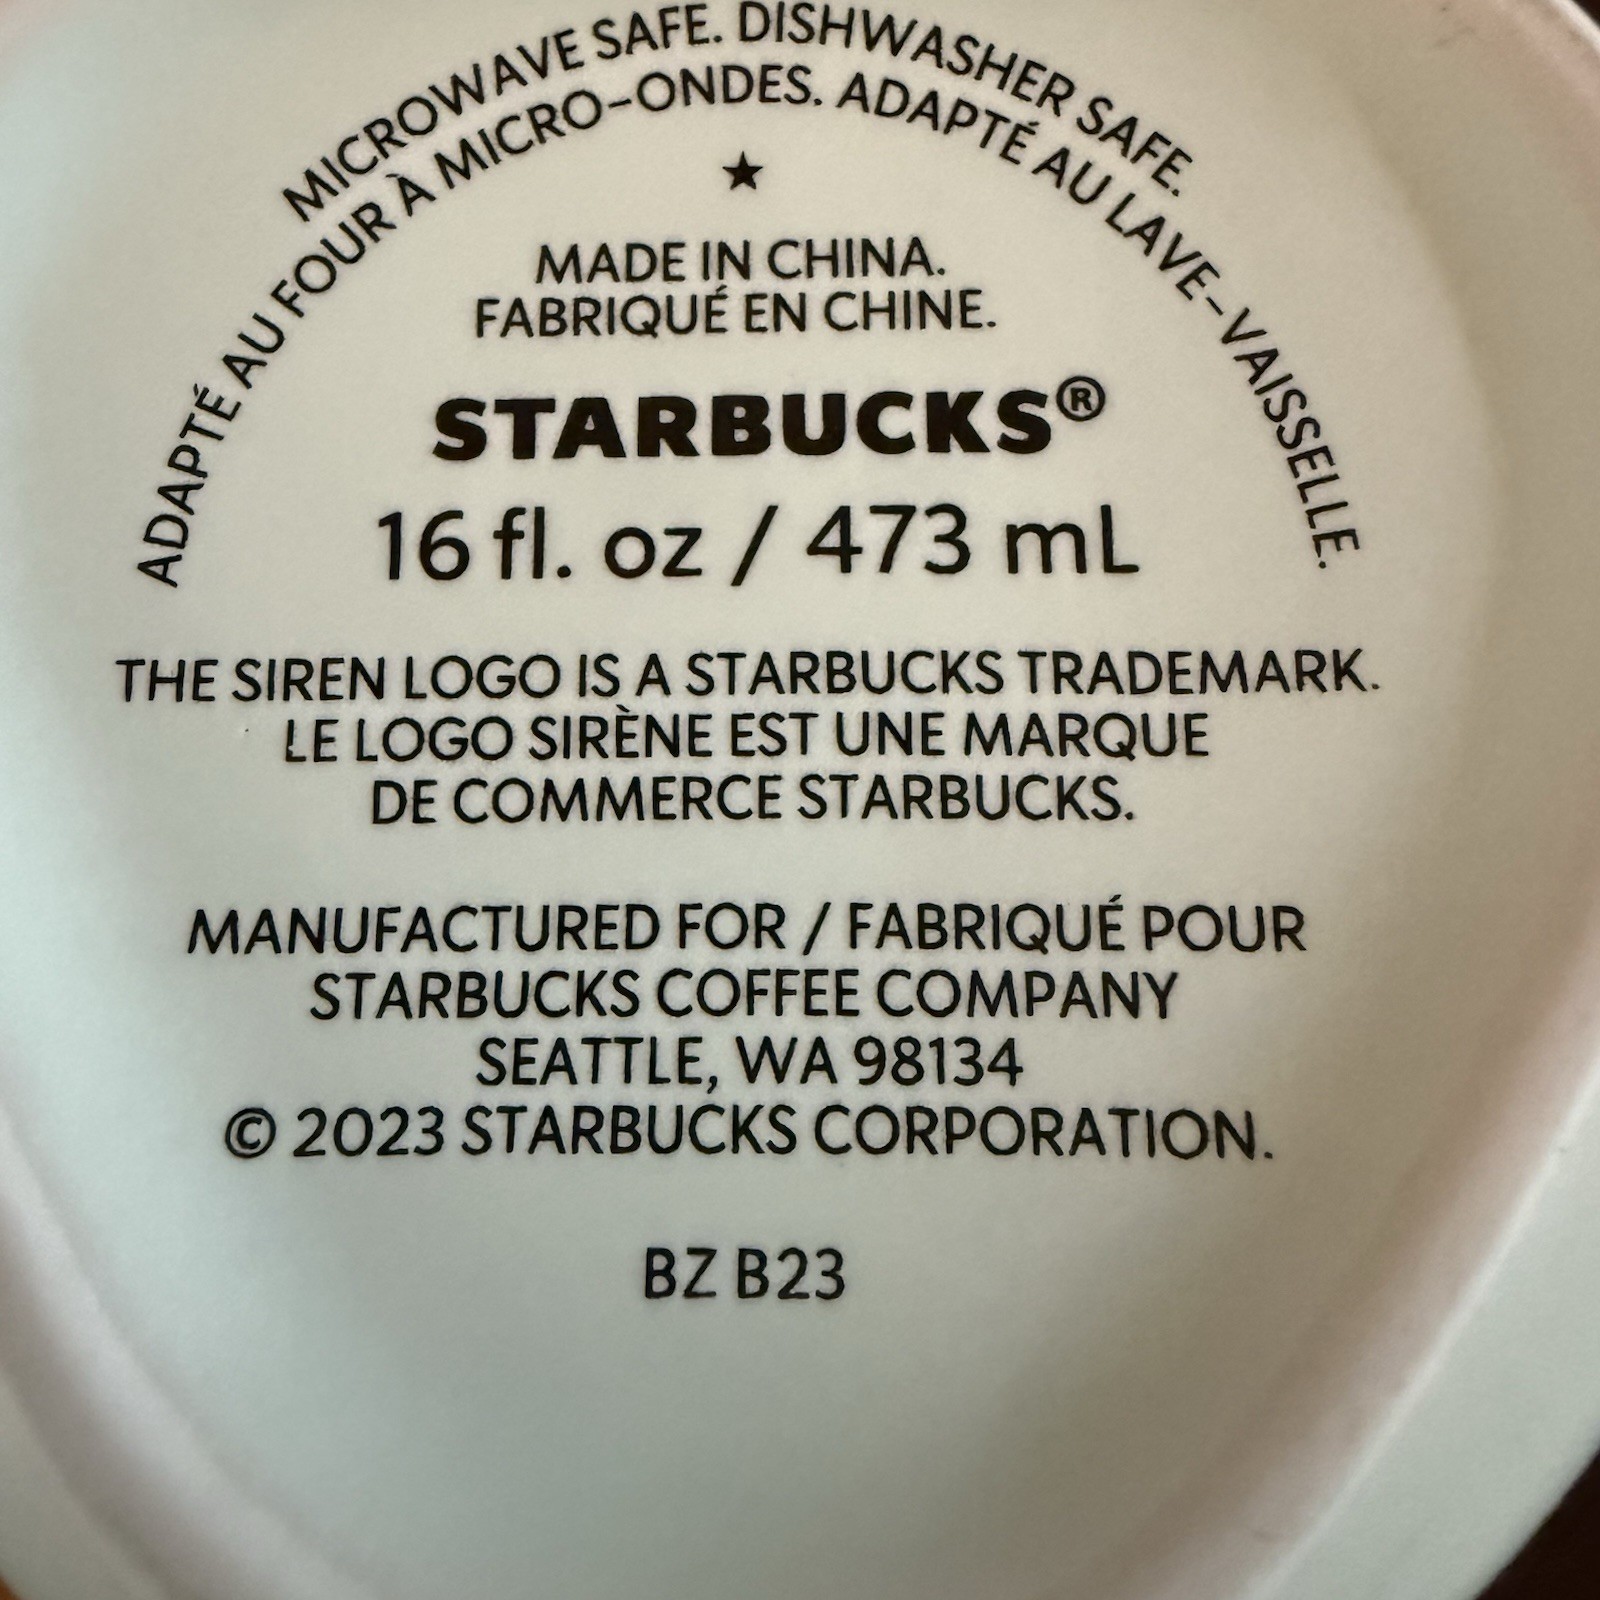 MICROWAVE SAFE. DISHWASHER SAFE.
ADAPTÉ AU FOUR À MICRO-ONDES. ADAPTÉ AU LAVE-VAISSELLE.
★
MADE IN CHINA.
FABRIQUÉ EN CHINE.
STARBUCKS®
16 fl. oz / 473 mL
THE SIREN LOGO IS A STARBUCKS TRADEMARK.
LE LOGO SIRÈNE EST UNE MARQUE
DE COMMERCE STARBUCKS.
MANUFACTURED FOR / FABRIQUÉ POUR
STARBUCKS COFFEE COMPANY
SEATTLE, WA 98134
© 2023 STARBUCKS CORPORATION.
BZ B23